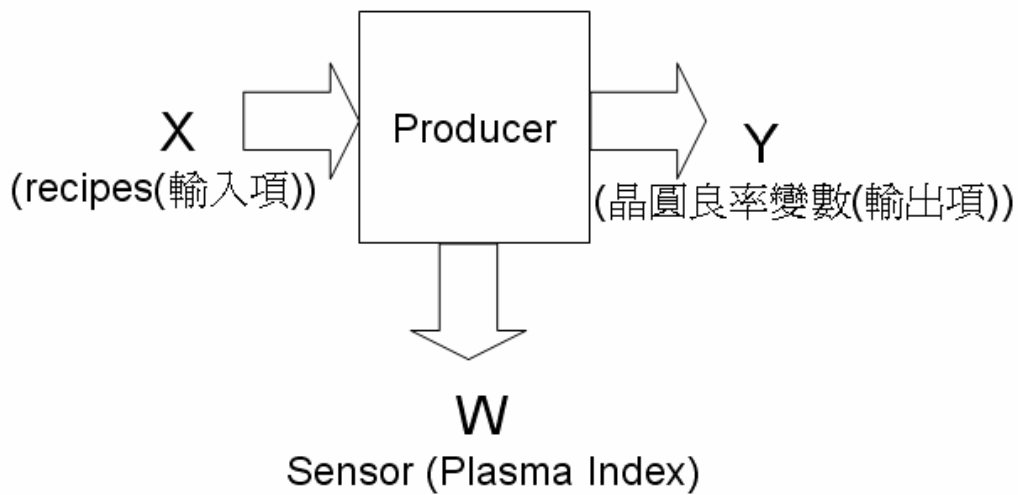 X
(recipes(輸入項))
Producer
Y
(晶圓良率變數(輸出項))
W
Sensor (Plasma Index)